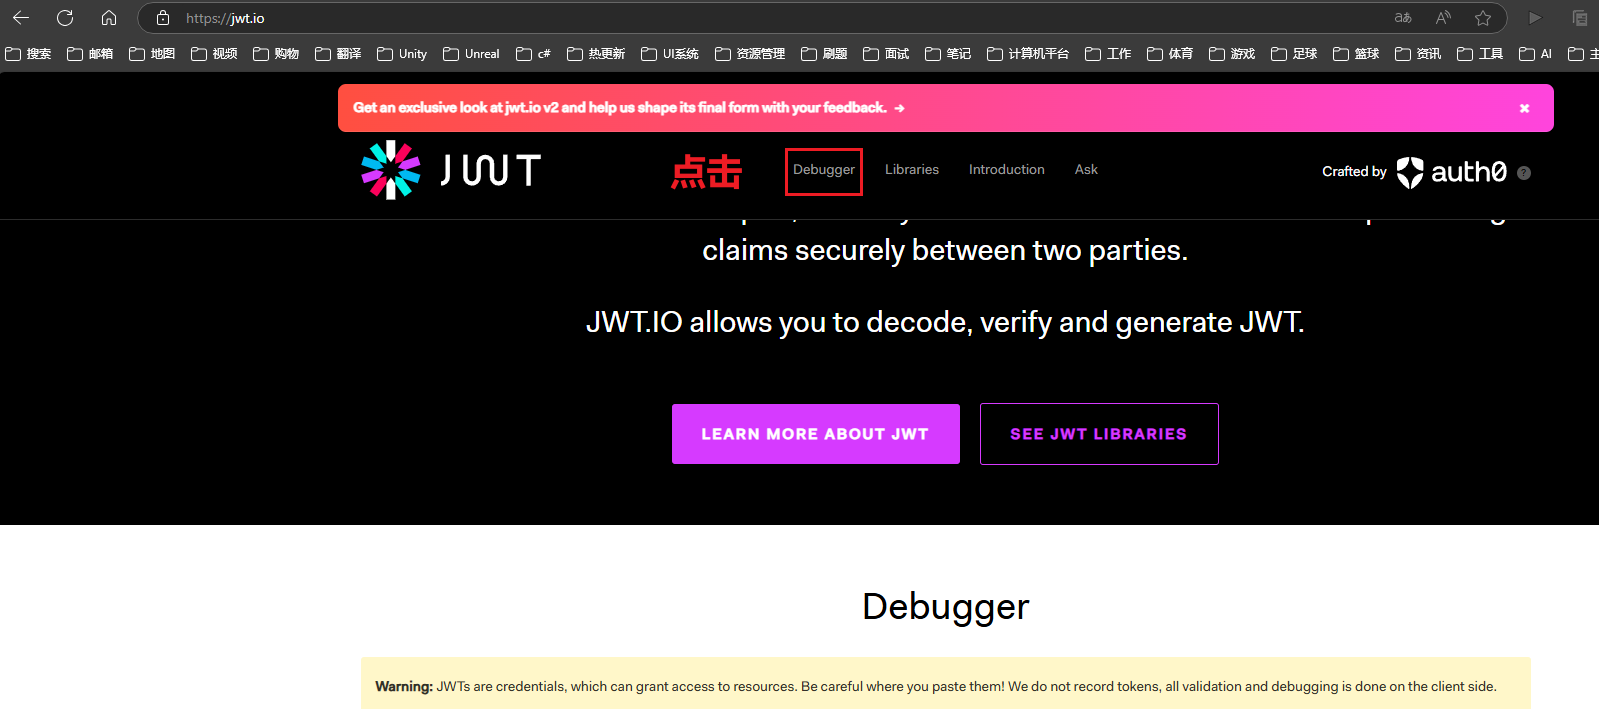 https://jwt.io
搜索 邮箱 地图 视频 购物 翻译 Unity Unreal c# 热更新 UI系统 资源管理 刷题 面试 笔记 计算机平台 工作 体育 游戏 足球 篮球 资讯 工具 AI
Get an exclusive look at jwt.io v2 and help us shape its final form with your feedback. →
JWT 点击 Debugger Libraries Introduction Ask Crafted by auth0 ?
claims securely between two parties.
JWT.IO allows you to decode, verify and generate JWT.
LEARN MORE ABOUT JWT SEE JWT LIBRARIES
Debugger
Warning: JWTs are credentials, which can grant access to resources. Be careful where you paste them! We do not record tokens, all validation and debugging is done on the client side.